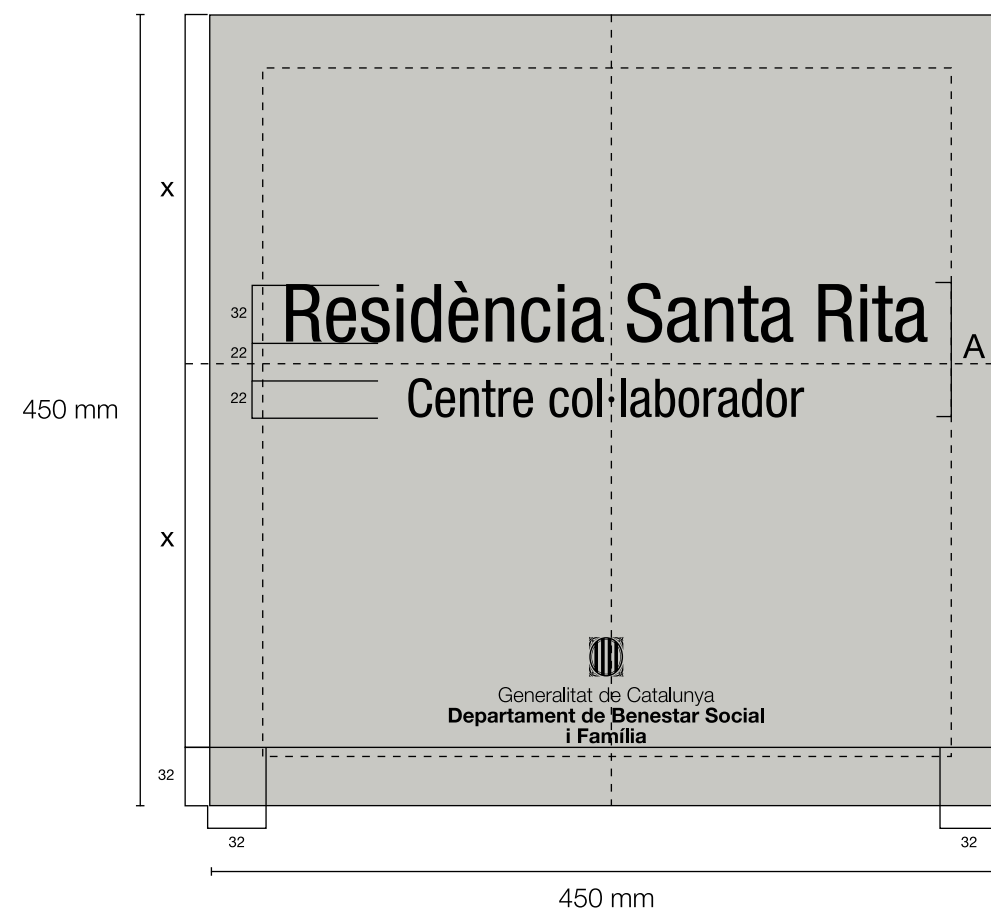 x
32
Residència Santa Rita
22
A
22
Centre col·laborador
450 mm
x
Generalitat de Catalunya
Departament de Benestar Social
i Família
32
32
32
450 mm